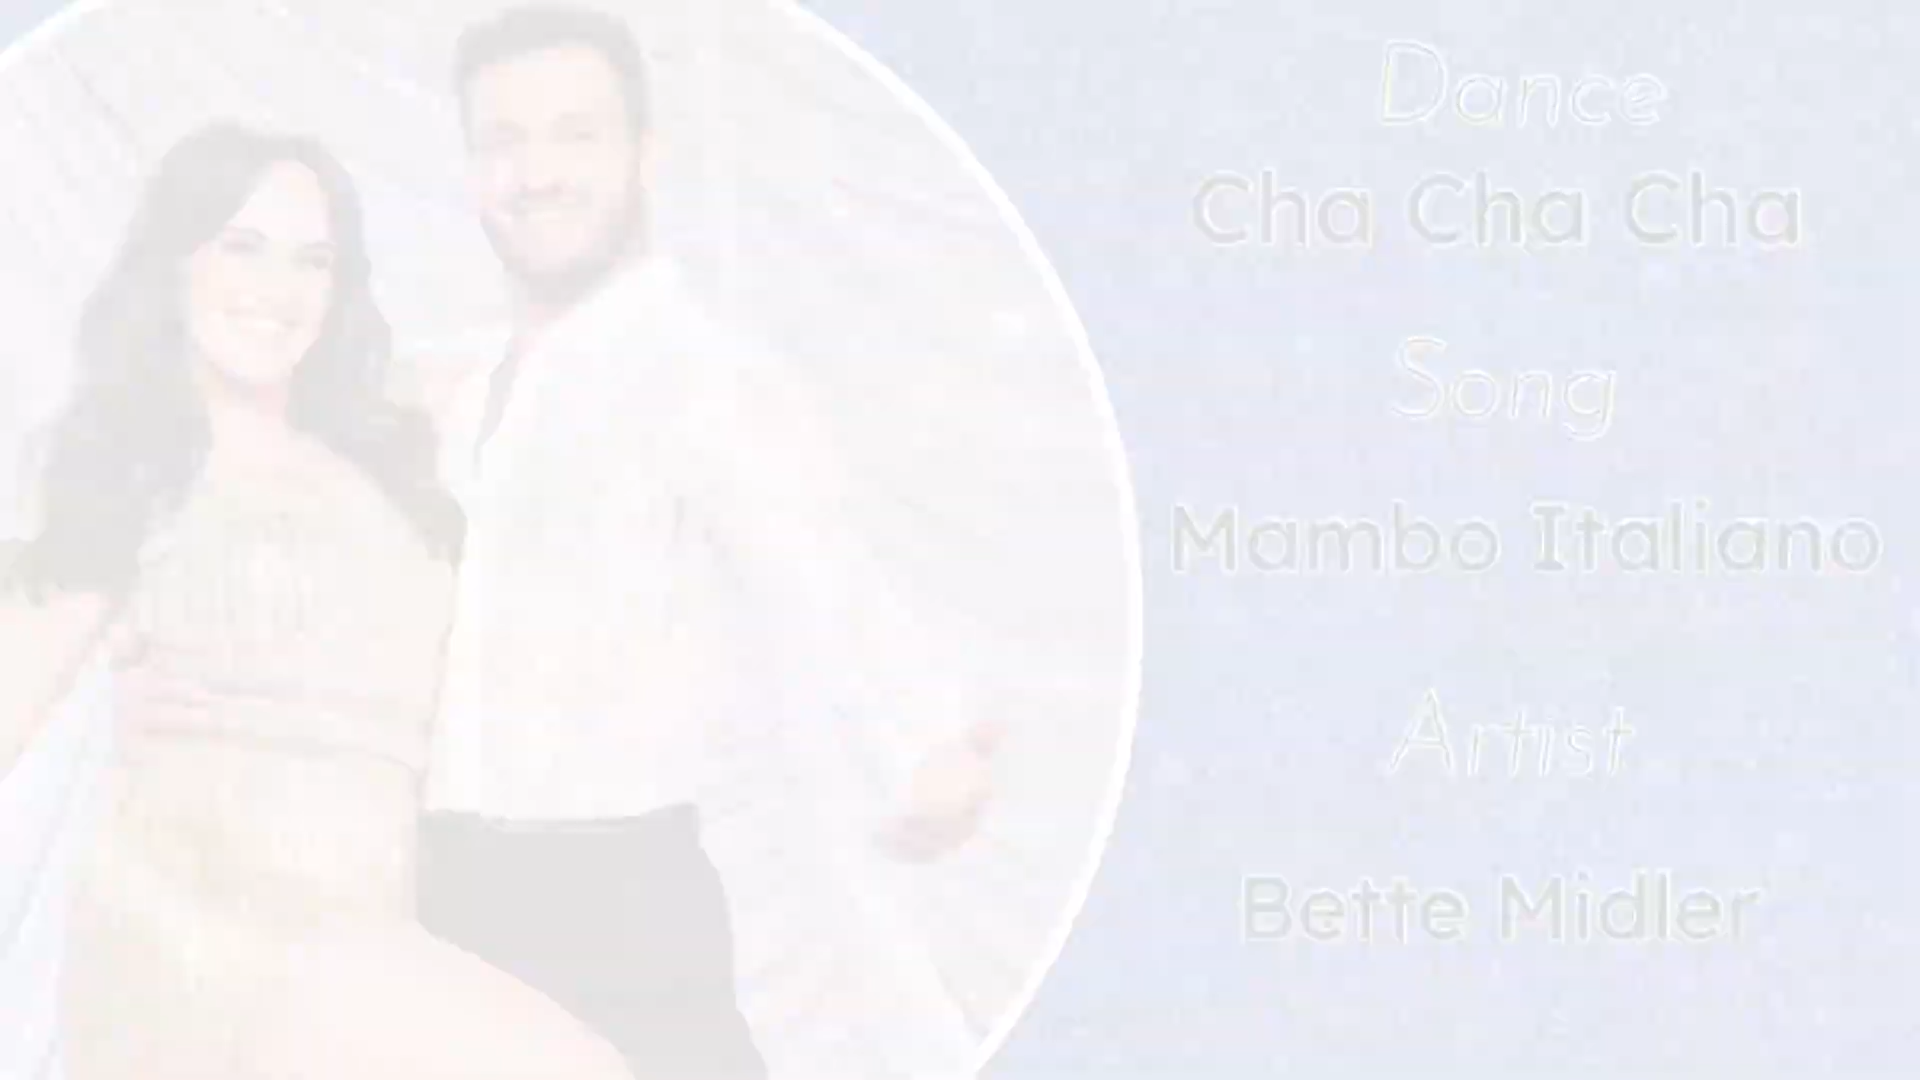 Dance
Cha Cha Cha
Song
Mambo Italiano
Artist
Bette Midler